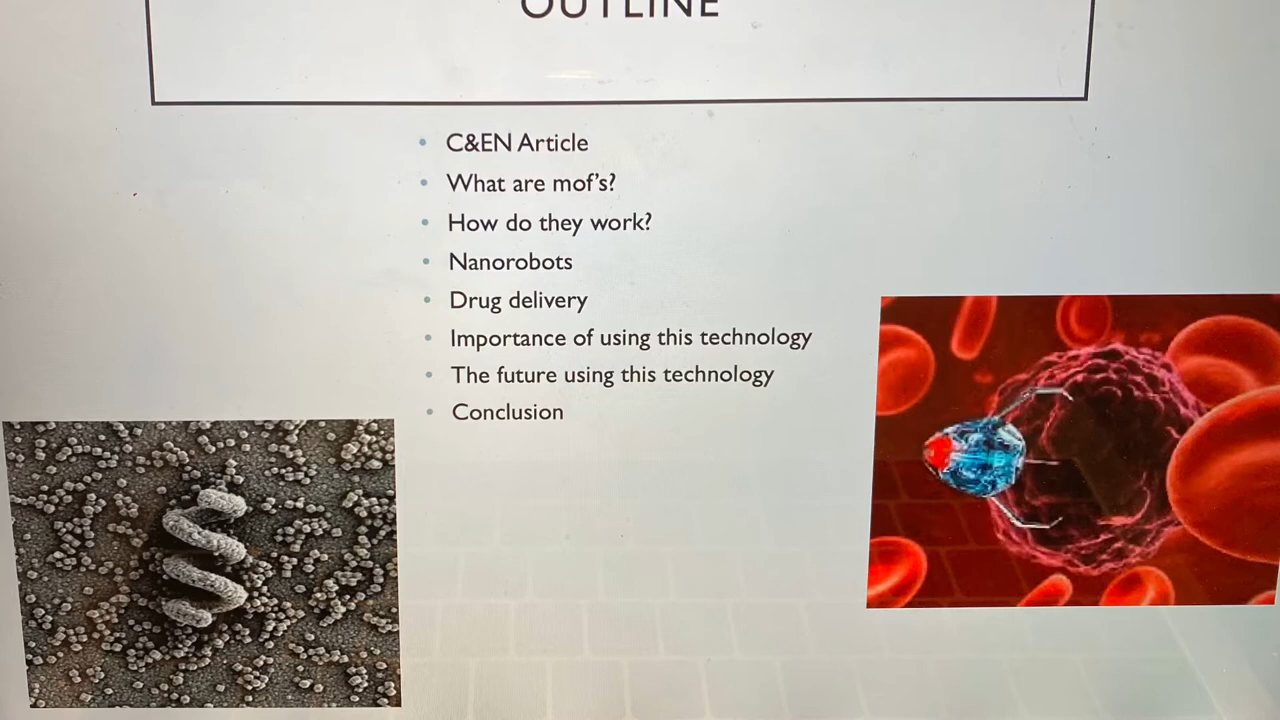 OUTLINE
C&EN Article
What are mof's?
How do they work?
Nanorobots
Drug delivery
Importance of using this technology
The future using this technology
Conclusion